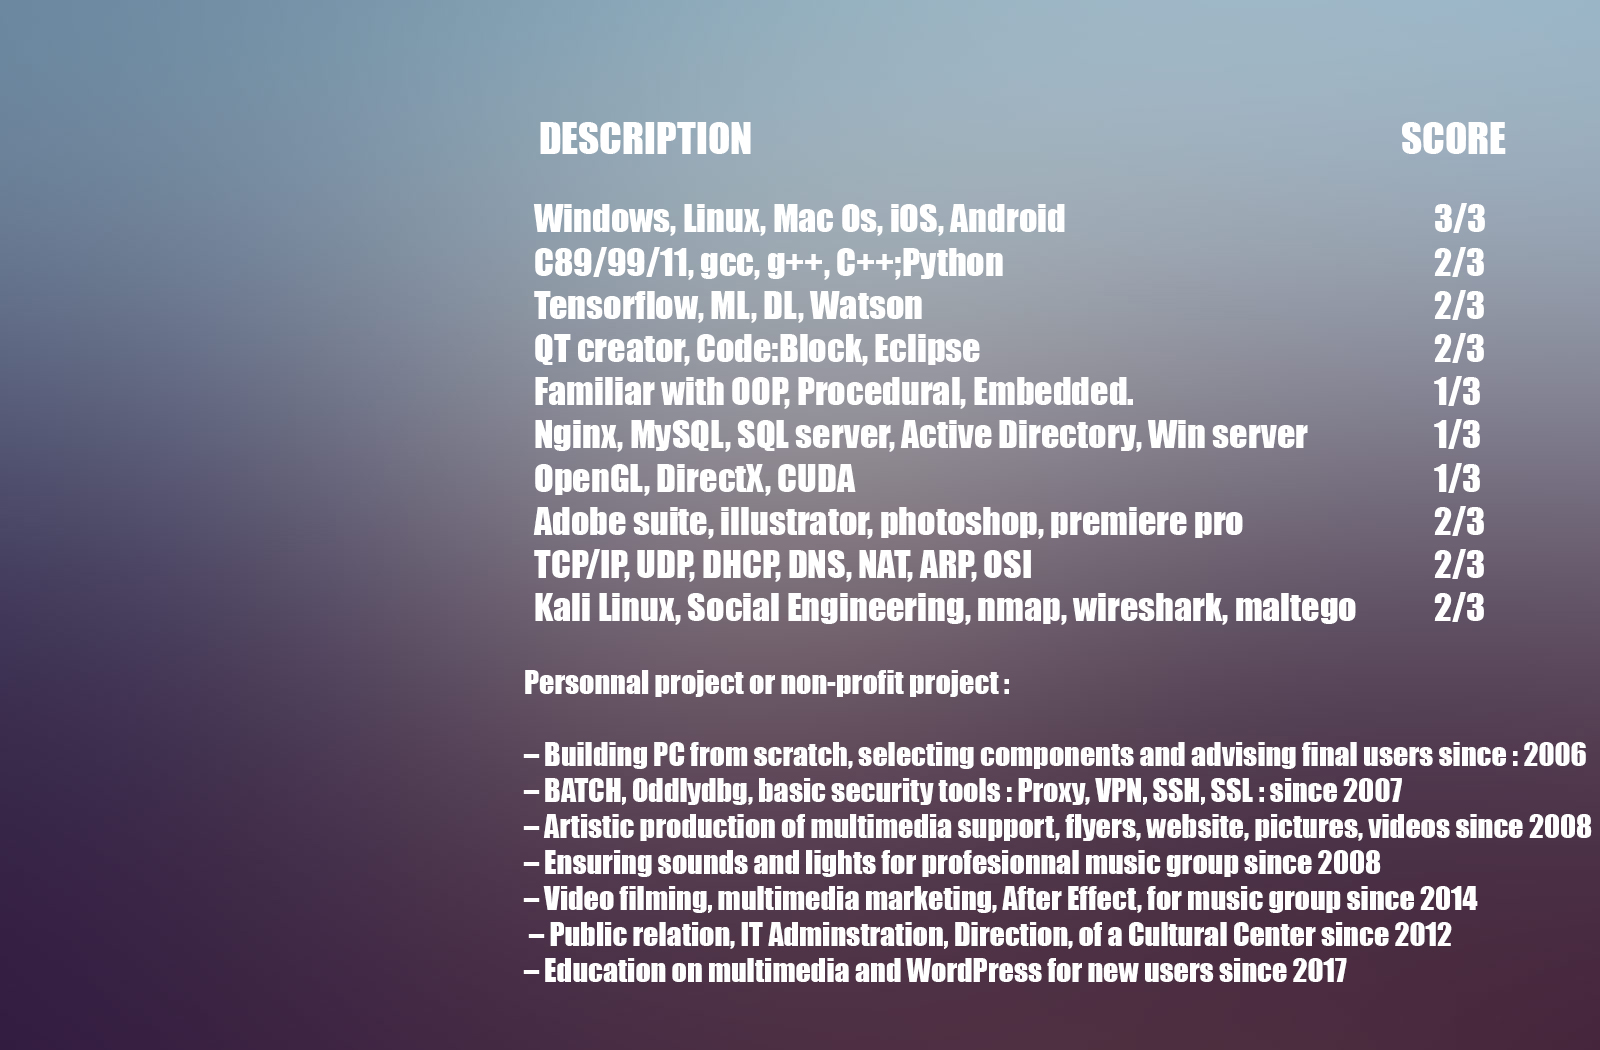 DESCRIPTION SCORE
Windows, Linux, Mac Os, iOS, Android 3/3
C89/99/11, gcc, g++, C++;Python 2/3
Tensorflow, ML, DL, Watson 2/3
QT creator, Code:Block, Eclipse 2/3
Familiar with OOP, Procedural, Embedded. 1/3
Nginx, MySQL, SQL server, Active Directory, Win server 1/3
OpenGL, DirectX, CUDA 1/3
Adobe suite, illustrator, photoshop, premiere pro 2/3
TCP/IP, UDP, DHCP, DNS, NAT, ARP, OSI 2/3
Kali Linux, Social Engineering, nmap, wireshark, maltego 2/3
Personnal project or non-profit project :
– Building PC from scratch, selecting components and advising final users since : 2006
– BATCH, Oddlydbg, basic security tools : Proxy, VPN, SSH, SSL : since 2007
– Artistic production of multimedia support, flyers, website, pictures, videos since 2008
– Ensuring sounds and lights for profesionnal music group since 2008
– Video filming, multimedia marketing, After Effect, for music group since 2014
– Public relation, IT Adminstration, Direction, of a Cultural Center since 2012
– Education on multimedia and WordPress for new users since 2017